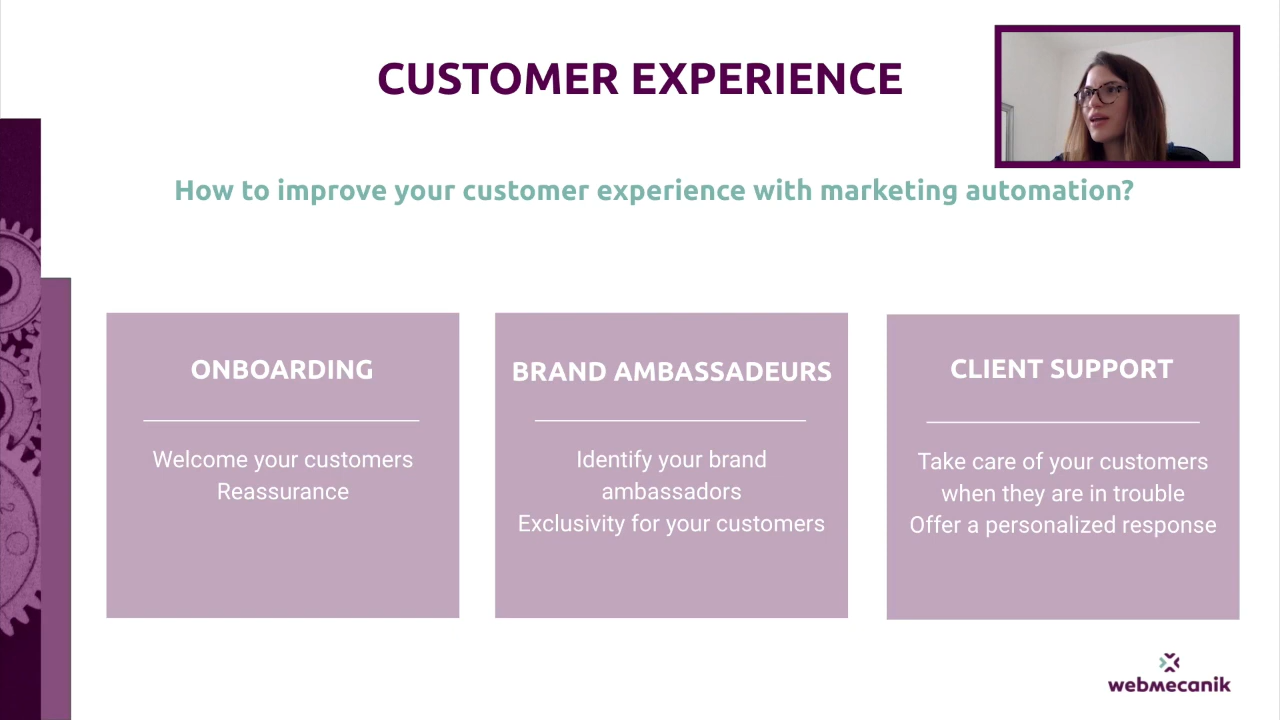 CUSTOMER EXPERIENCE
How to improve your customer experience with marketing automation?
ONBOARDING
Welcome your customers
Reassurance
BRAND AMBASSADEURS
Identify your brand
ambassadors
Exclusivity for your customers
CLIENT SUPPORT
Take care of your customers
when they are in trouble
Offer a personalized response
webmecanik